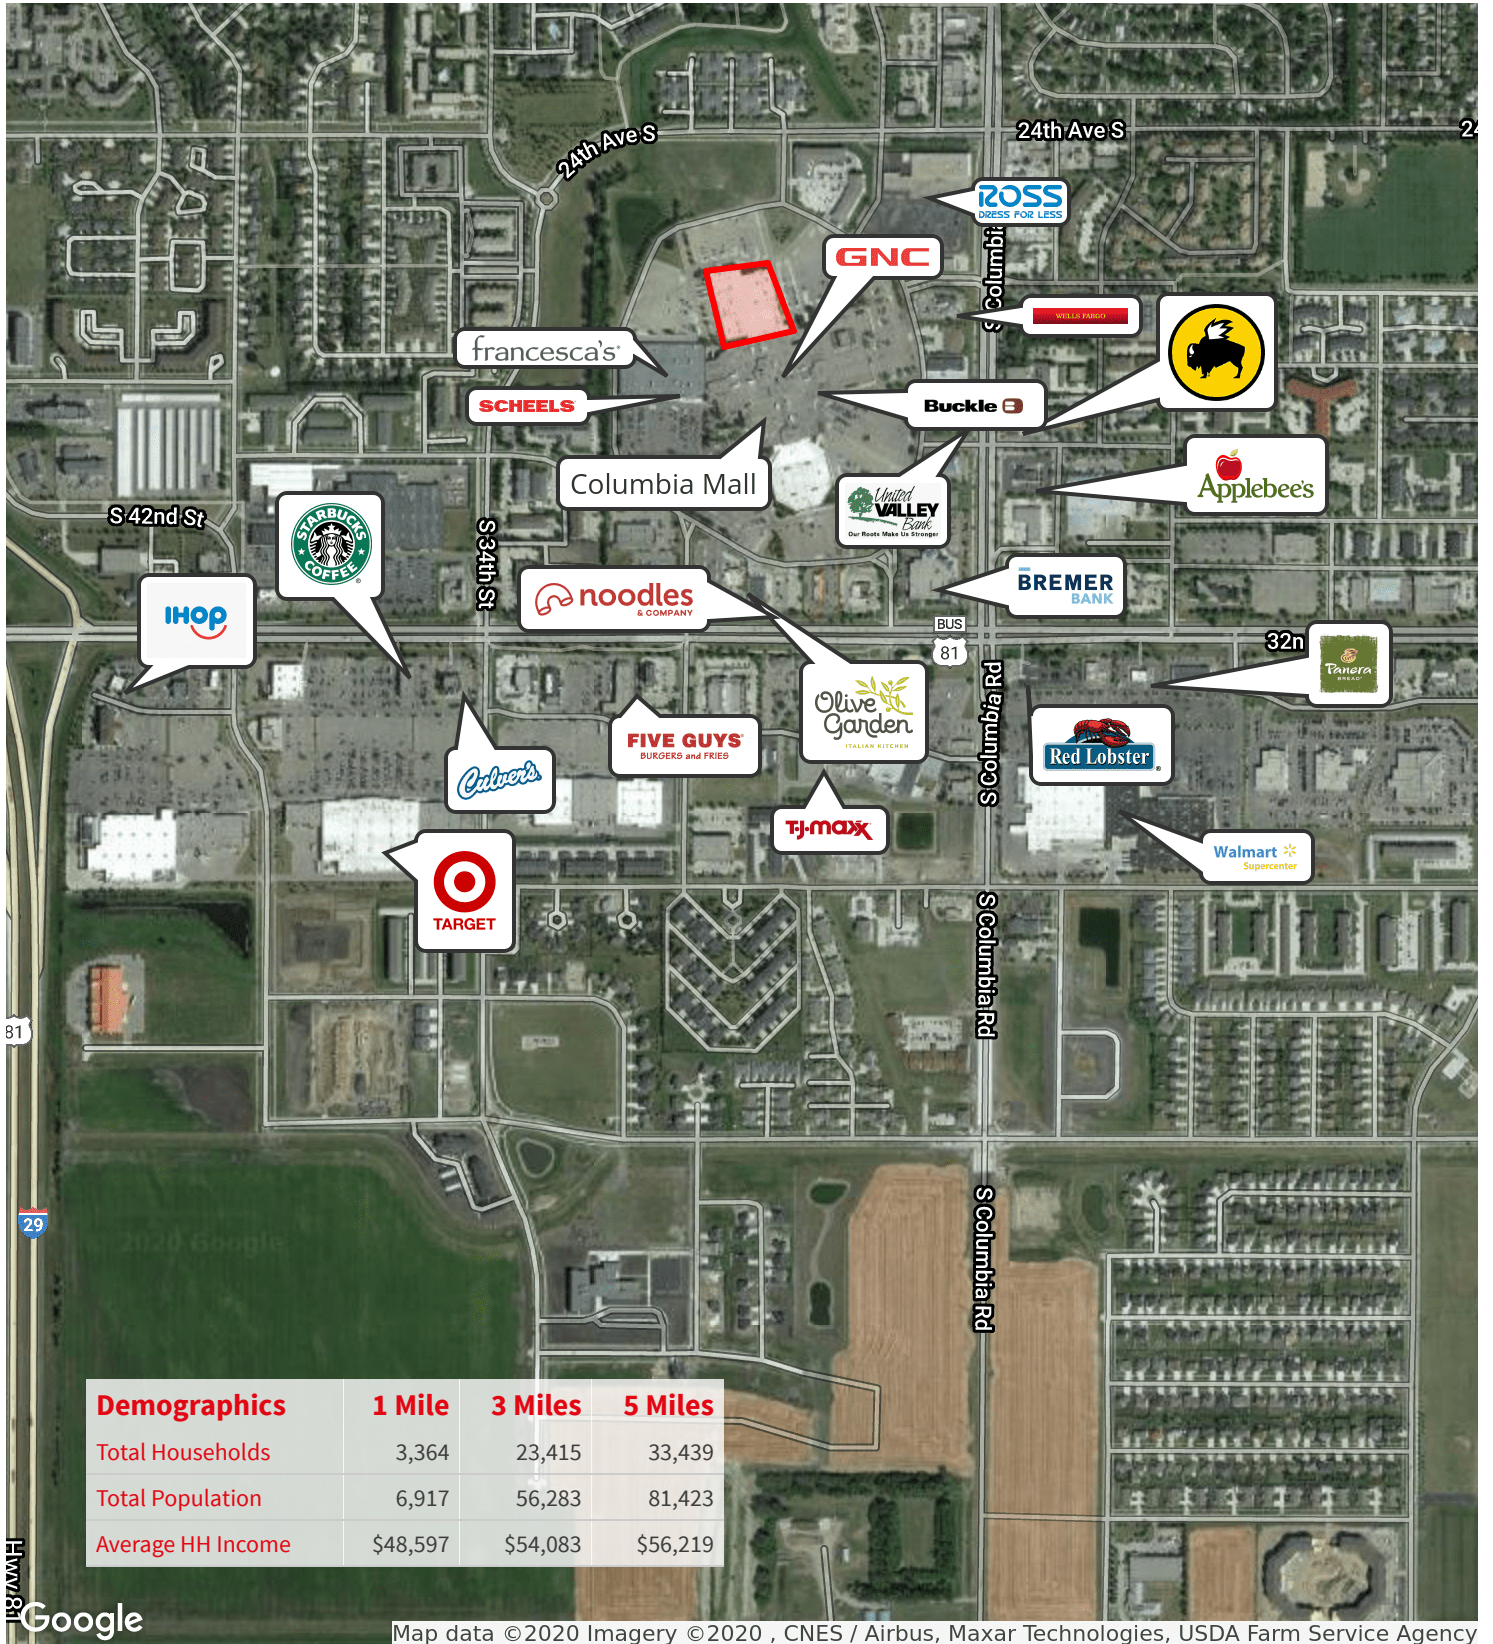 24th Ave S
24th Ave S
24
ROSS
DRESS FOR LESS
S Columbia
GNC
WELLS FARGO
francesca's
SCHEELS
Buckle B
Columbia Mall
United
VALLEY
Bank
Our Roots Make Us Stronger
Applebee's
S 42nd St
STARBUCKS
COFFEE
S 34th St
IHOP
noodles
& COMPANY
BREMER
BANK
BUS
81
32n
Panera
BREAD
S Columbia Rd
Olive
Garden
ITALIAN KITCHEN
FIVE GUYS
BURGERS and FRIES
Red Lobster
Culver's
T·J·maxx
Walmart
Supercenter
TARGET
S Columbia Rd
81
S Columbia Rd
29
Demographics 1 Mile 3 Miles 5 Miles
Total Households 3,364 23,415 33,439
Total Population 6,917 56,283 81,423
Average HH Income $48,597 $54,083 $56,219
Hwy 81
Google
Map data ©2020 Imagery ©2020 , CNES / Airbus, Maxar Technologies, USDA Farm Service Agency